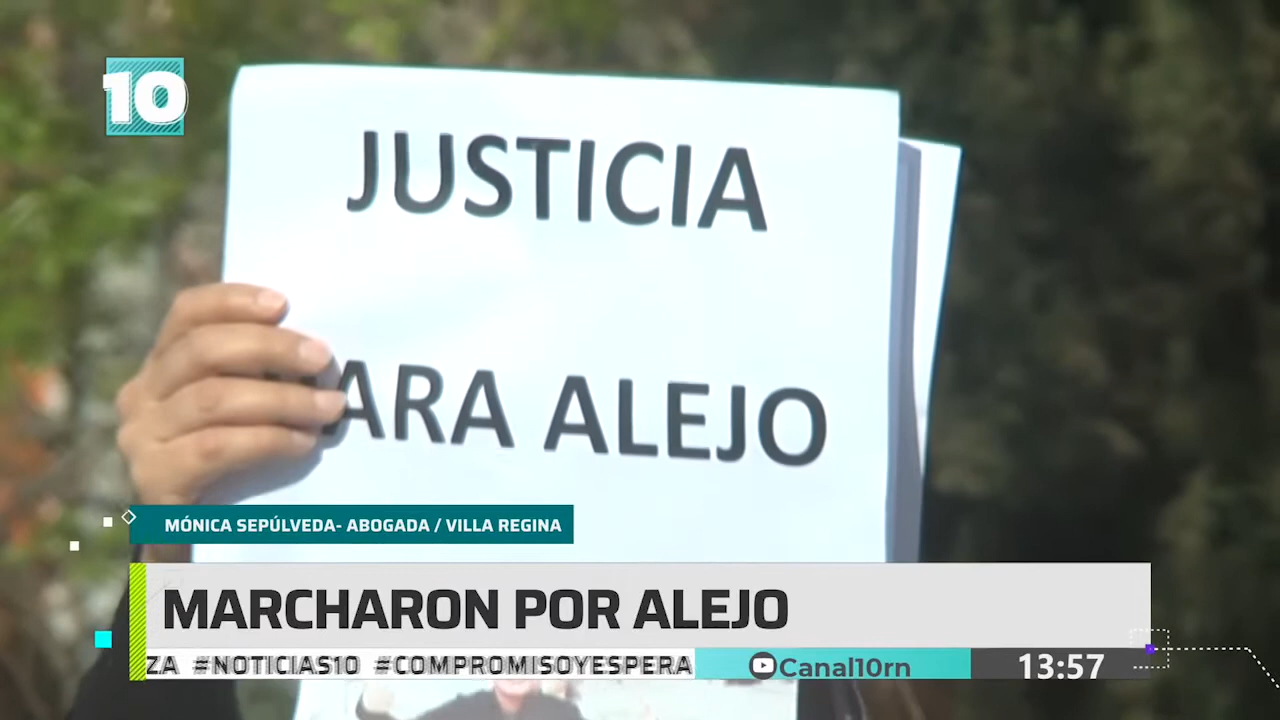 10
JUSTICIA
ARA ALEJO
MÓNICA SEPÚLVEDA- ABOGADA / VILLA REGINA
MARCHARON POR ALEJO
ZA #NOTICIAS10 #COMPROMISOYESPERA
Canal10rn
13:57